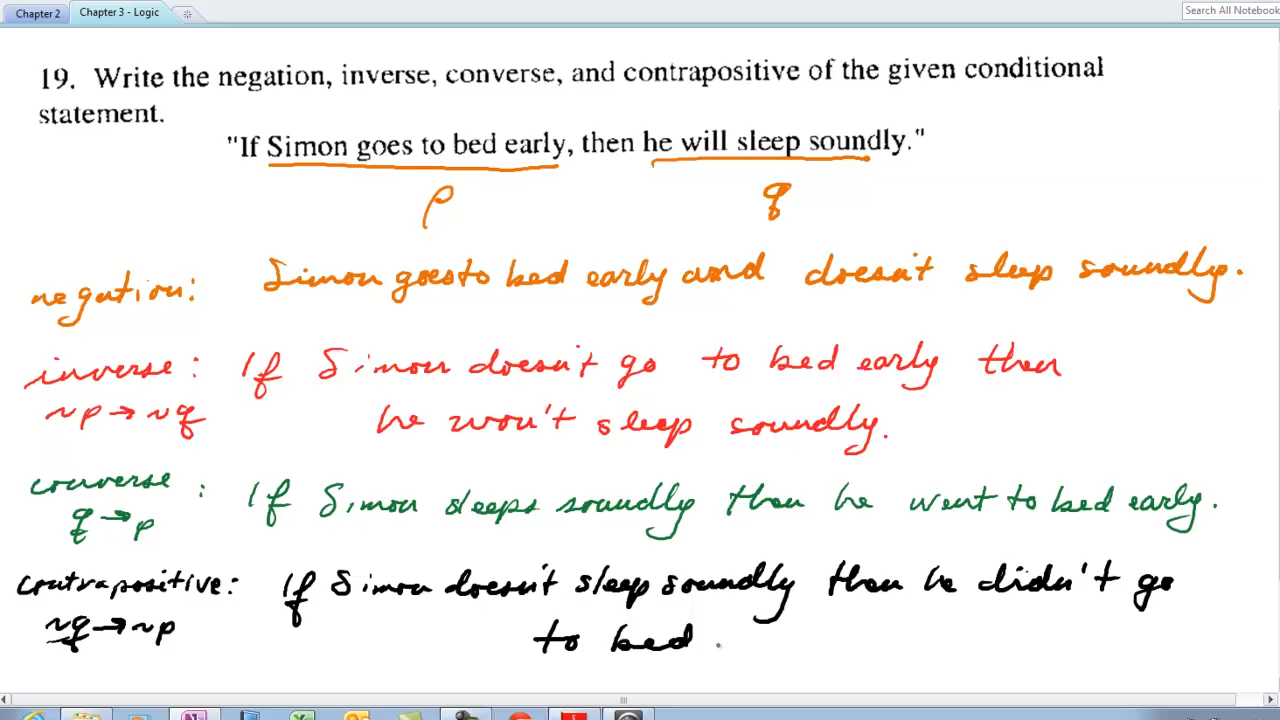 Chapter 2 Chapter 3 - Logic Search All Notebook
19. Write the negation, inverse, converse, and contrapositive of the given conditional
statement.
"If Simon goes to bed early, then he will sleep soundly."
p q
negation: Simon goes to bed early and doesn't sleep soundly.
inverse: If Simon doesn't go to bed early then
~p → ~q he won't sleep soundly.
converse: If Simon sleeps soundly then he went to bed early.
q → p
contrapositive: If Simon doesn't sleep soundly then he didn't go
~q → ~p to bed